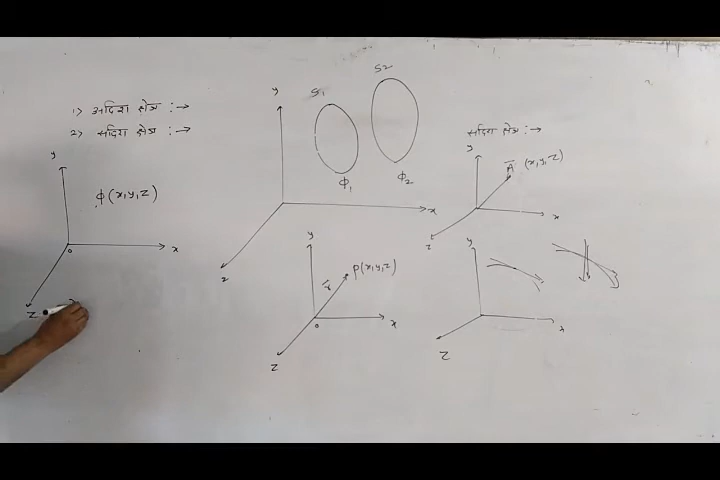 1) अदिश क्षेत्र :→
2) सदिश क्षेत्र :→
y
ϕ(x,y,z)
o
x
z
y
S1
S2
ϕ1
ϕ2
x
z
सदिश क्षेत्र :→
y
A⃗ (x,y,z)
x
z
y
r⃗
P(x,y,z)
o
x
z
y
x
z